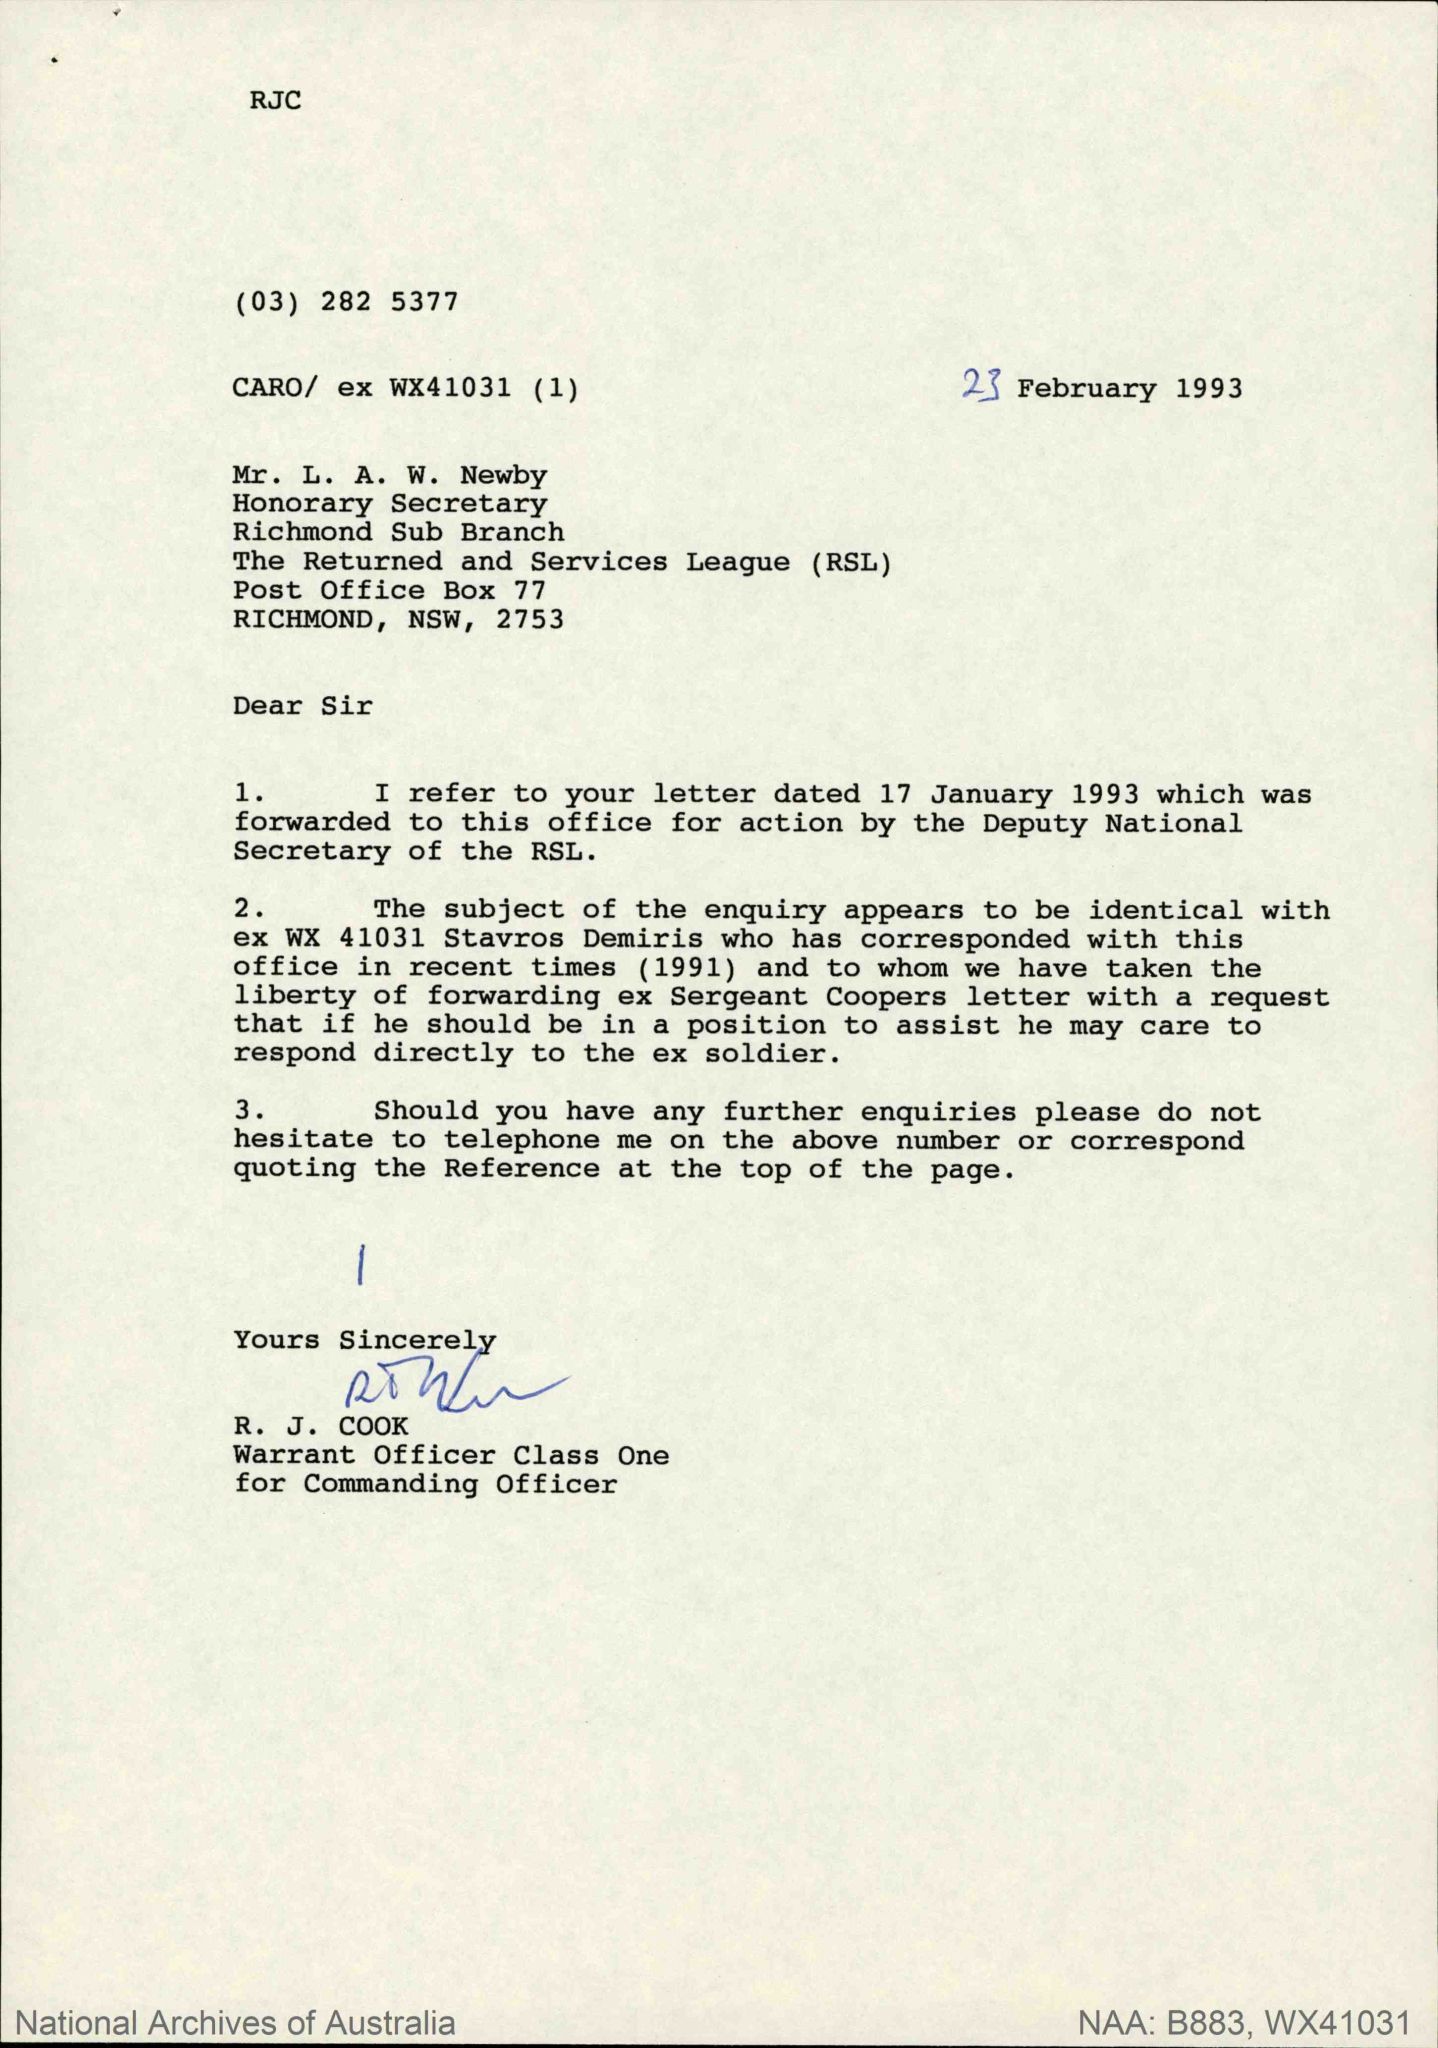 RJC
(03) 282 5377
CARO/ ex WX41031 (1) 23 February 1993
Mr. L. A. W. Newby
Honorary Secretary
Richmond Sub Branch
The Returned and Services League (RSL)
Post Office Box 77
RICHMOND, NSW, 2753
Dear Sir
1. I refer to your letter dated 17 January 1993 which was
forwarded to this office for action by the Deputy National
Secretary of the RSL.
2. The subject of the enquiry appears to be identical with
ex WX 41031 Stavros Demiris who has corresponded with this
office in recent times (1991) and to whom we have taken the
liberty of forwarding ex Sergeant Coopers letter with a request
that if he should be in a position to assist he may care to
respond directly to the ex soldier.
3. Should you have any further enquiries please do not
hesitate to telephone me on the above number or correspond
quoting the Reference at the top of the page.
Yours Sincerely
R. J. COOK
Warrant Officer Class One
for Commanding Officer
National Archives of Australia NAA: B883, WX41031